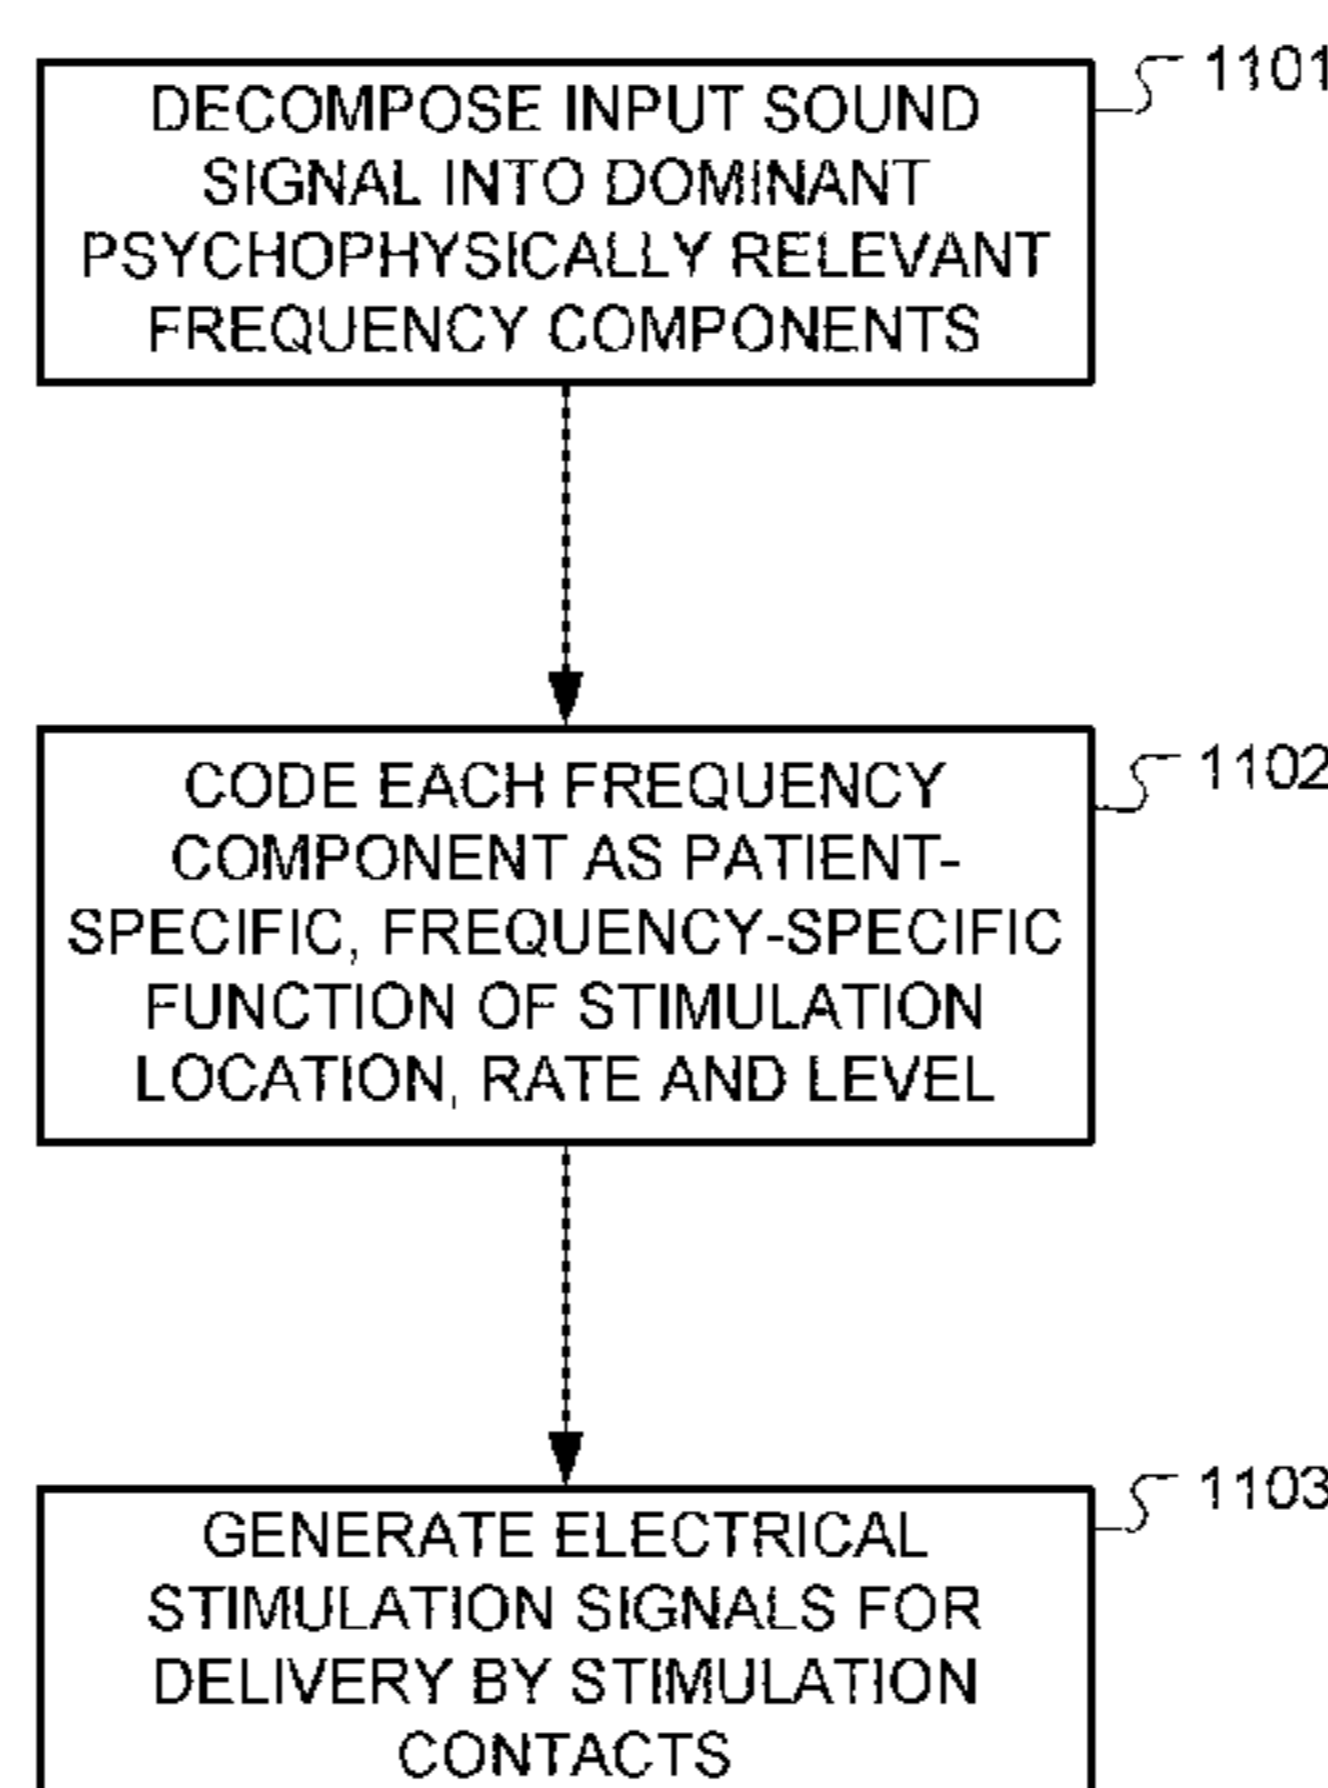 DECOMPOSE INPUT SOUND
SIGNAL INTO DOMINANT
PSYCHOPHYSICALLY RELEVANT
FREQUENCY COMPONENTS
1101
CODE EACH FREQUENCY
COMPONENT AS PATIENT-
SPECIFIC, FREQUENCY-SPECIFIC
FUNCTION OF STIMULATION
LOCATION, RATE AND LEVEL
1102
GENERATE ELECTRICAL
STIMULATION SIGNALS FOR
DELIVERY BY STIMULATION
CONTACTS
1103